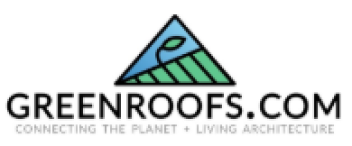 GREENROOFS.COM
CONNECTING THE PLANET + LIVING ARCHITECTURE